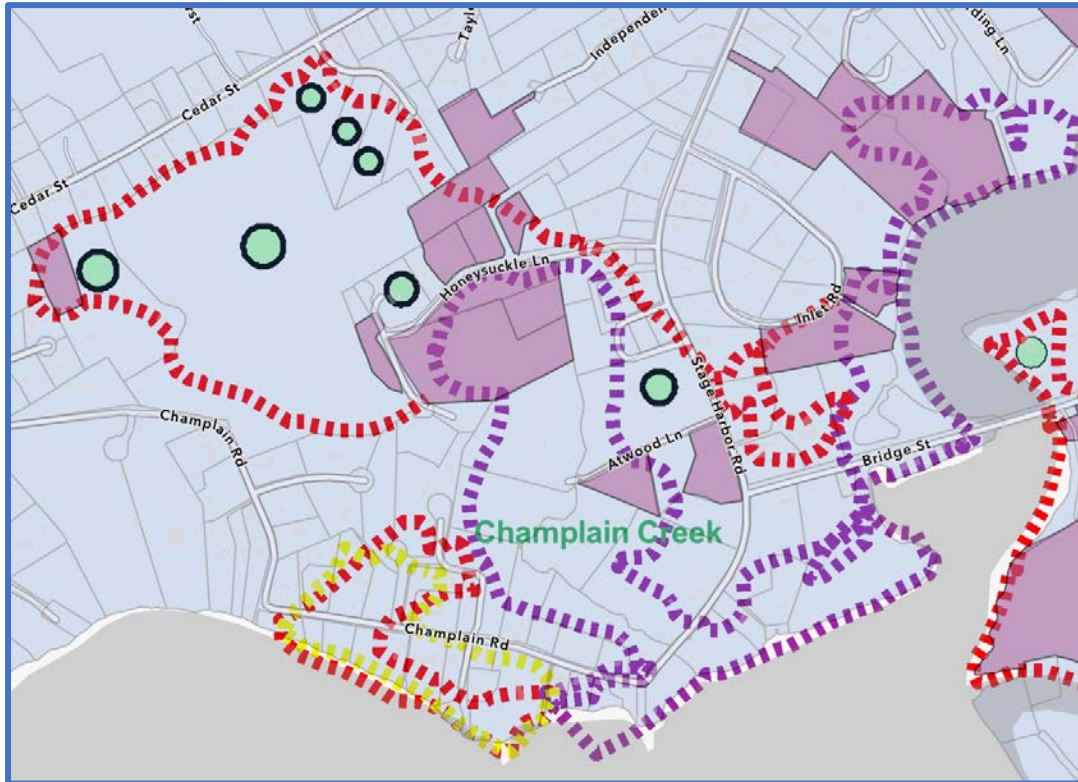 Cedar St
Cedar St
Honeysuckle Ln
Inlet Rd
Stage Harbor Rd
Champlain Rd
Atwood Ln
Bridge St
Champlain Creek
Champlain Rd